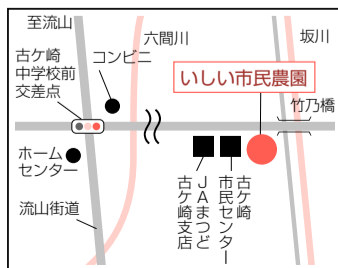 至流山
六間川
坂川
古ケ崎
中学校前
交差点
コンビニ
いしい市民農園
竹乃橋
ホーム
センター
流山街道
古ケ崎
市民センター
JAまつど
古ケ崎支店